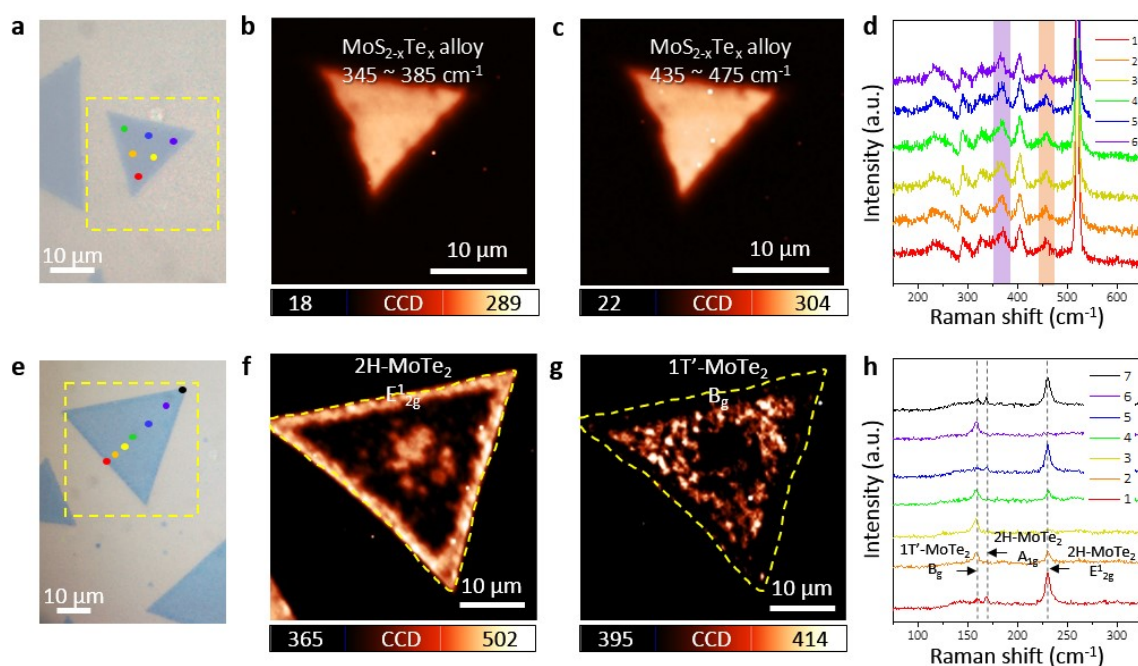 a
10 μm
b
MoS2-xTex alloy
345 ~ 385 cm-1
10 μm
18 CCD 289
c
MoS2-xTex alloy
435 ~ 475 cm-1
10 μm
22 CCD 304
d
Intensity (a.u.)
1
2
3
4
5
6
200 300 400 500 600
Raman shift (cm-1)
e
10 μm
f
2H-MoTe2
E12g
10 μm
365 CCD 502
g
1T’-MoTe2
Bg
10 μm
395 CCD 414
h
Intensity (a.u.)
7
6
5
4
3
2
1
1T’-MoTe2
Bg
2H-MoTe2
A1g
2H-MoTe2
E12g
100 150 200 250 300
Raman shift (cm-1)